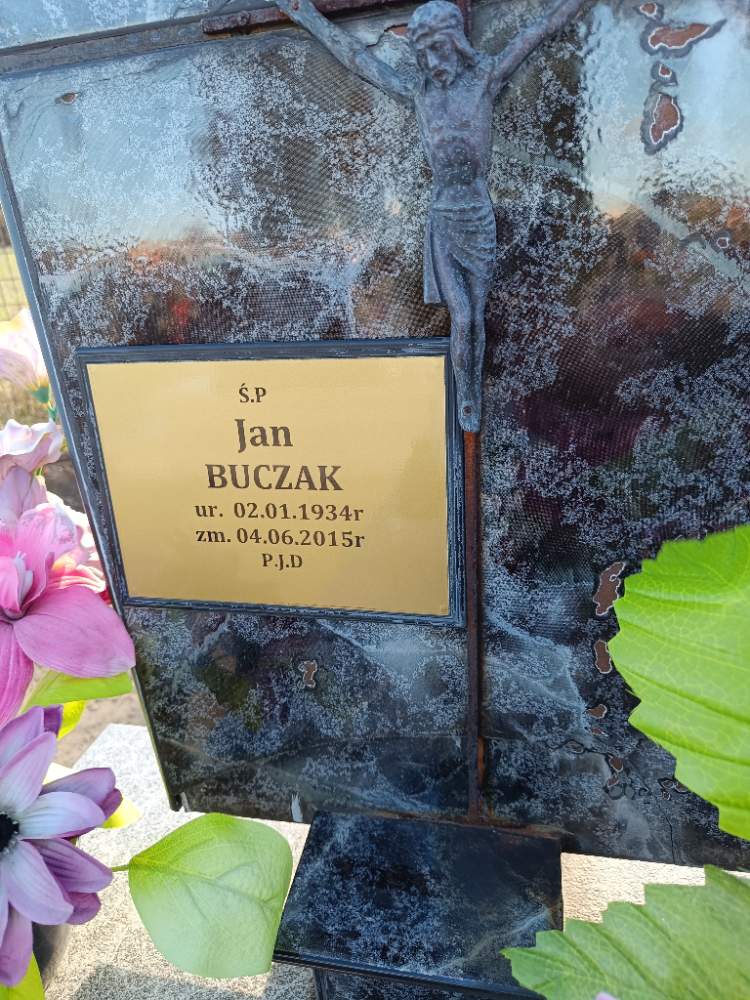 Ś.P
Jan
BUCZAK
ur. 02.01.1934r
zm. 04.06.2015r
P.J.D